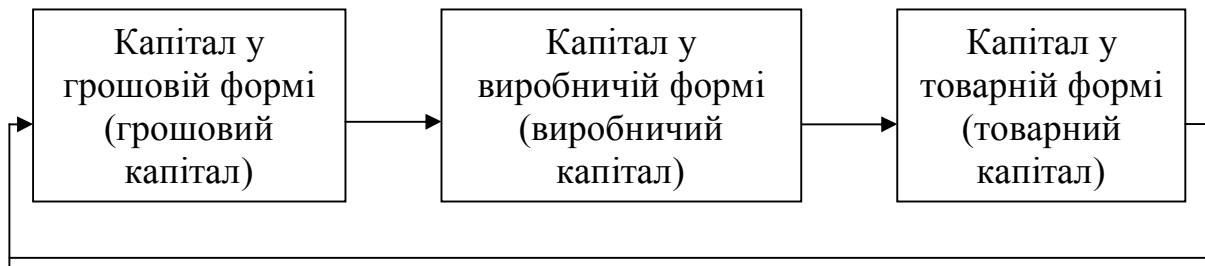 Капітал у
грошовій формі
(грошовий
капітал)
Капітал у
виробничій формі
(виробничий
капітал)
Капітал у
товарній формі
(товарний
капітал)